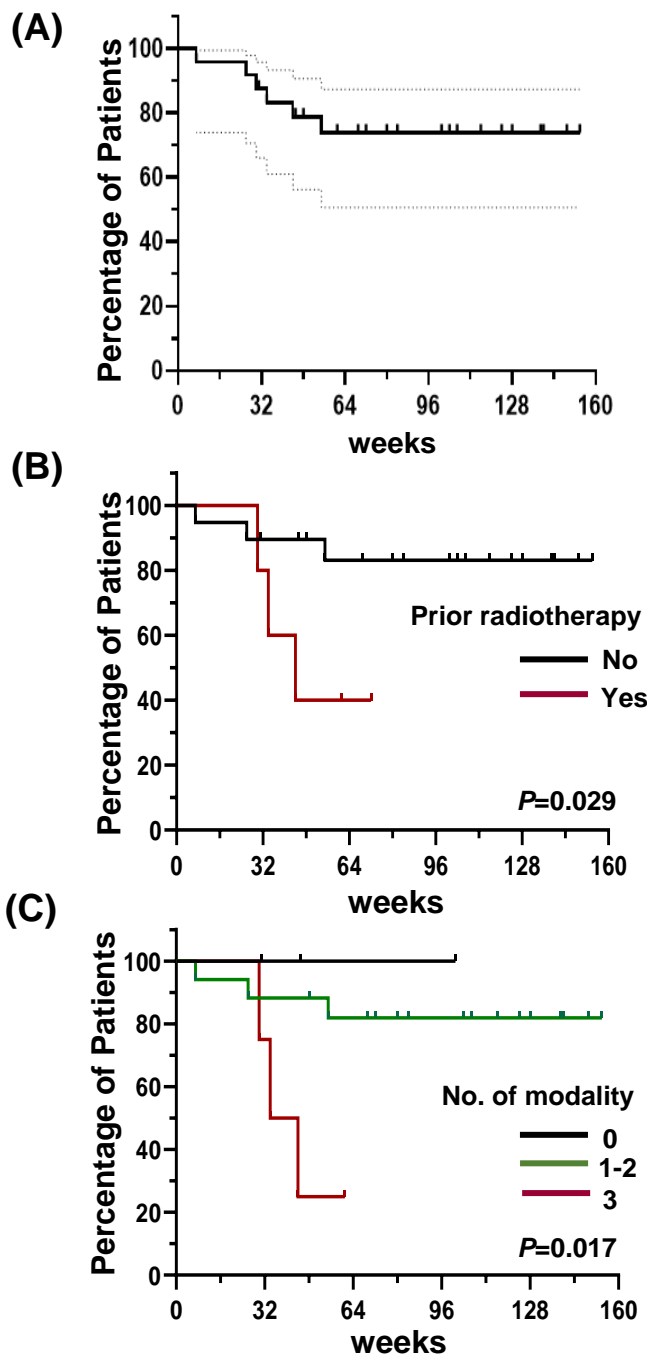 (A)
Percentage of Patients
100
80
60
40
20
0
0 32 64 96 128 160
weeks
(B)
Percentage of Patients
100
80
60
40
20
0
Prior radiotherapy
No
Yes
P=0.029
0 32 64 96 128 160
weeks
(C)
Percentage of Patients
100
80
60
40
20
0
No. of modality
0
1-2
3
P=0.017
0 32 64 96 128 160
weeks